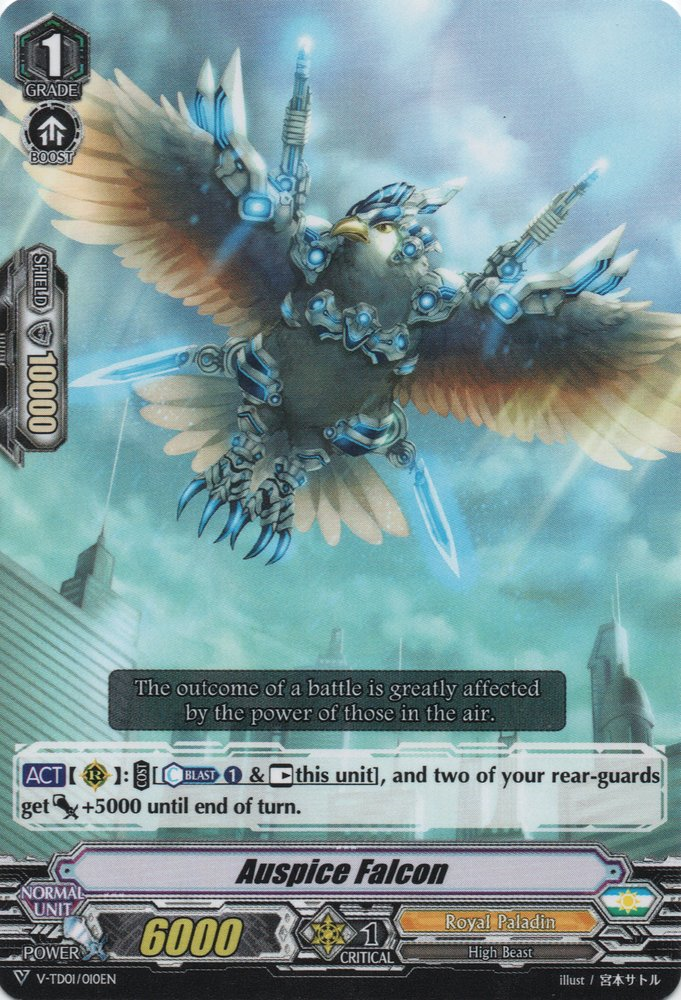 1
GRADE
BOOST
SHIELD
10000
The outcome of a battle is greatly affected
by the power of those in the air.
ACT【R】: COST [C BLAST 1 & this unit], and two of your rear-guards
get +5000 until end of turn.
Auspice Falcon
NORMAL
UNIT
POWER 6000
1
CRITICAL
Royal Paladin
High Beast
V-TD01/010EN
illust / 宮本サトル